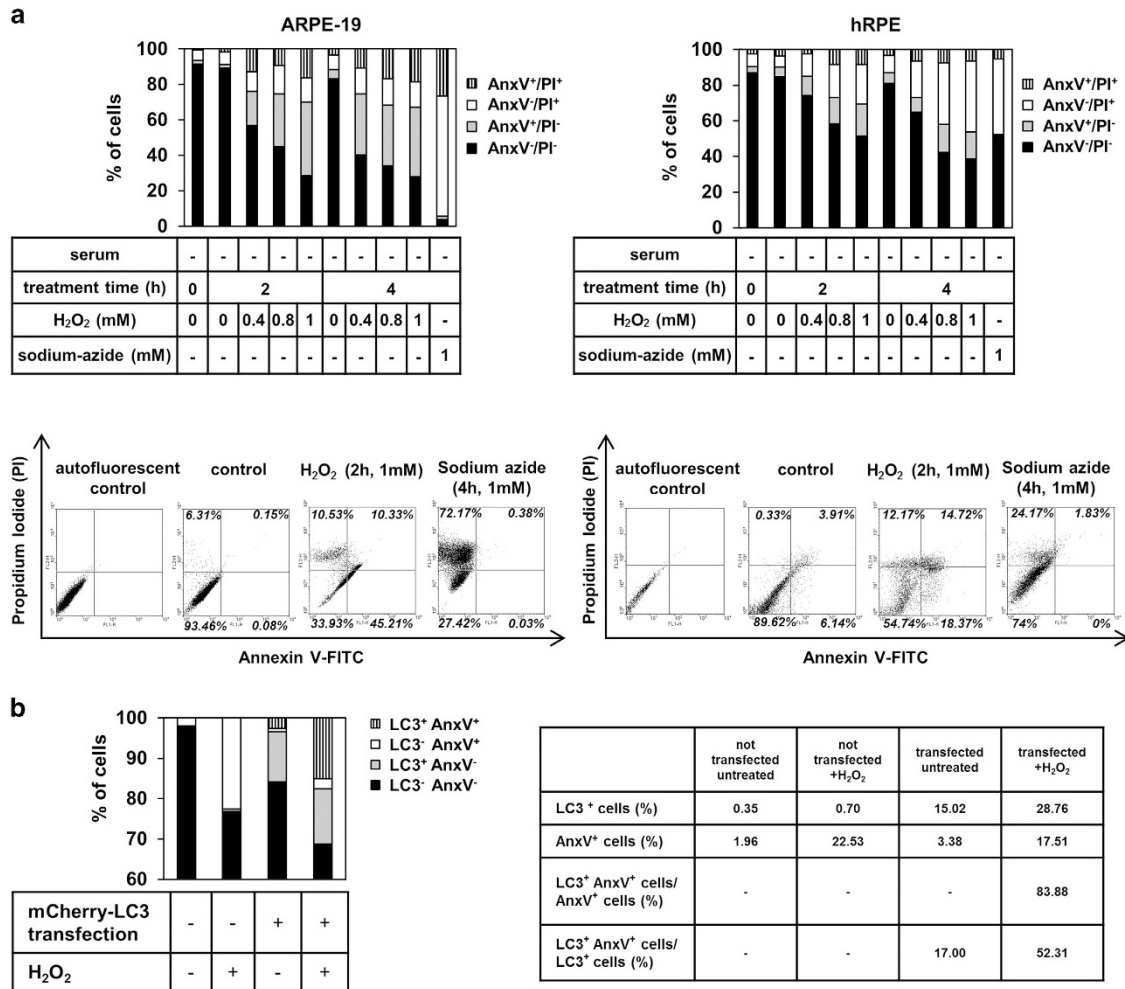 a
ARPE-19
% of cells
100
80
60
40
20
0
AnxV⁺/PI⁺
AnxV⁻/PI⁺
AnxV⁺/PI⁻
AnxV⁻/PI⁻
serum - - - - - - - - - -
treatment time (h) 0 2 4
H₂O₂ (mM) 0 0 0.4 0.8 1 0 0.4 0.8 1 -
sodium-azide (mM) - - - - - - - - - 1
hRPE
% of cells
100
80
60
40
20
0
AnxV⁺/PI⁺
AnxV⁻/PI⁺
AnxV⁺/PI⁻
AnxV⁻/PI⁻
serum - - - - - - - - - -
treatment time (h) 0 2 4
H₂O₂ (mM) 0 0 0.4 0.8 1 0 0.4 0.8 1 -
sodium-azide (mM) - - - - - - - - - 1
Propidium Iodide (PI)
autofluorescent
control
control
6.31% 0.15%
93.46% 0.08%
H₂O₂ (2h, 1mM)
10.53% 10.33%
33.93% 45.21%
Sodium azide
(4h, 1mM)
72.17% 0.38%
27.42% 0.03%
Annexin V-FITC
Propidium Iodide (PI)
autofluorescent
control
control
0.33% 3.91%
89.62% 6.14%
H₂O₂ (2h, 1mM)
12.17% 14.72%
54.74% 18.37%
Sodium azide
(4h, 1mM)
24.17% 1.83%
74% 0%
Annexin V-FITC
b
% of cells
100
90
80
70
60
LC3⁺ AnxV⁺
LC3⁻ AnxV⁺
LC3⁺ AnxV⁻
LC3⁻ AnxV⁻
mCherry-LC3
transfection - - + +
H₂O₂ - + - +
not transfected untreated
not transfected +H₂O₂
transfected untreated
transfected +H₂O₂
LC3 ⁺ cells (%) 0.35 0.70 15.02 28.76
AnxV⁺ cells (%) 1.96 22.53 3.38 17.51
LC3⁺ AnxV⁺ cells/
AnxV⁺ cells (%) - - - 83.88
LC3⁺ AnxV⁺ cells/
LC3⁺ cells (%) - - 17.00 52.31